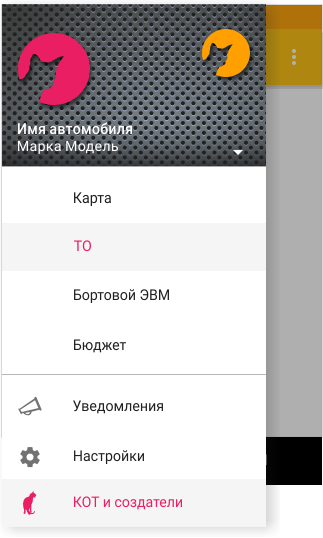 Имя автомобиля
Марка Модель
Карта
ТО
Бортовой ЭВМ
Бюджет
Уведомления
Настройки
КОТ и создатели